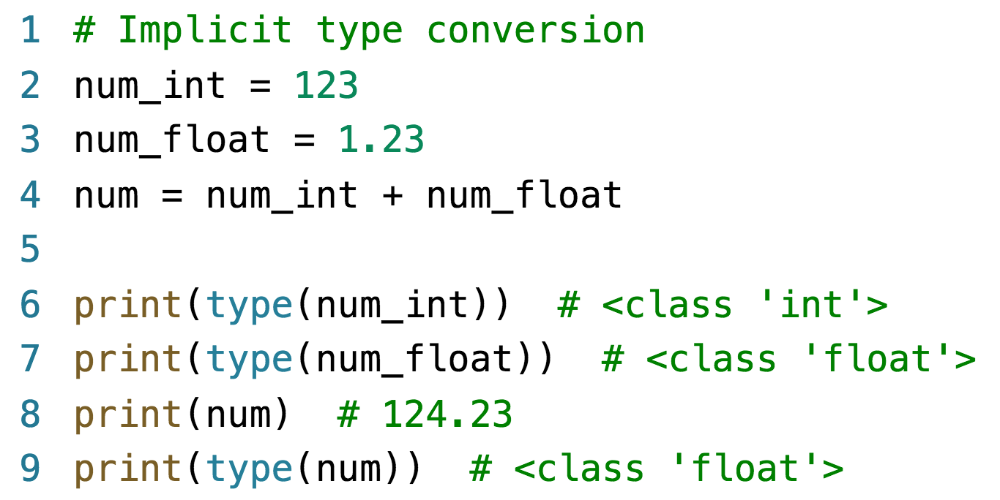 1 # Implicit type conversion
2 num_int = 123
3 num_float = 1.23
4 num = num_int + num_float
5
6 print(type(num_int))  # <class 'int'>
7 print(type(num_float))  # <class 'float'>
8 print(num)  # 124.23
9 print(type(num))  # <class 'float'>